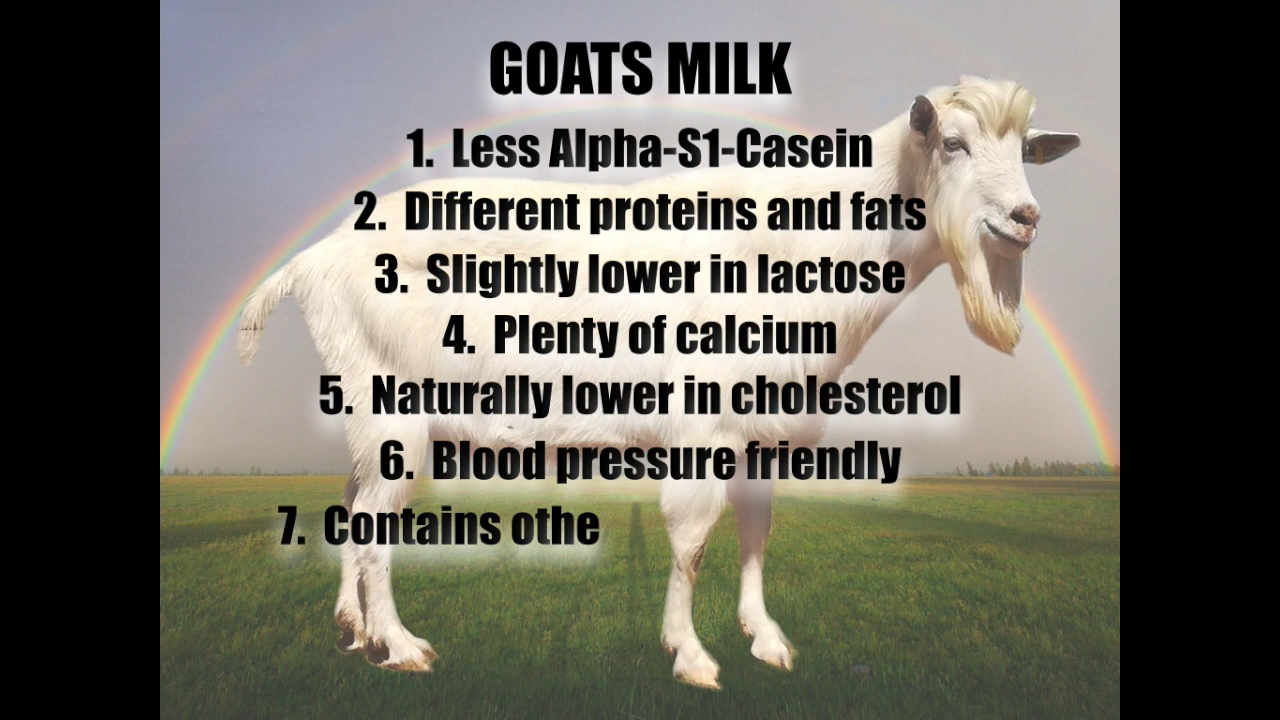 GOATS MILK
1. Less Alpha-S1-Casein
2. Different proteins and fats
3. Slightly lower in lactose
4. Plenty of calcium
5. Naturally lower in cholesterol
6. Blood pressure friendly
7. Contains othe